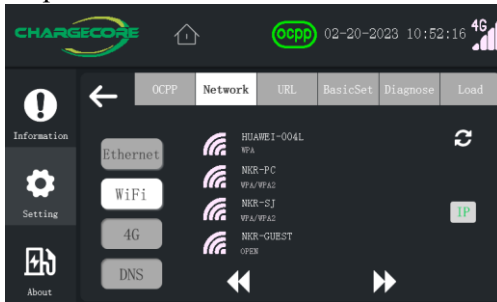 CHARGECORE
ocpp 02-20-2023 10:52:16 4G
OCPP Network URL BasicSet Diagnose Load
Information
Setting
About
Ethernet
WiFi
4G
DNS
HUAWEI-004L
WPA
NKR-PC
WPA/WPA2
NKR-SJ
WPA/WPA2
NKR-GUEST
OPEN
IP